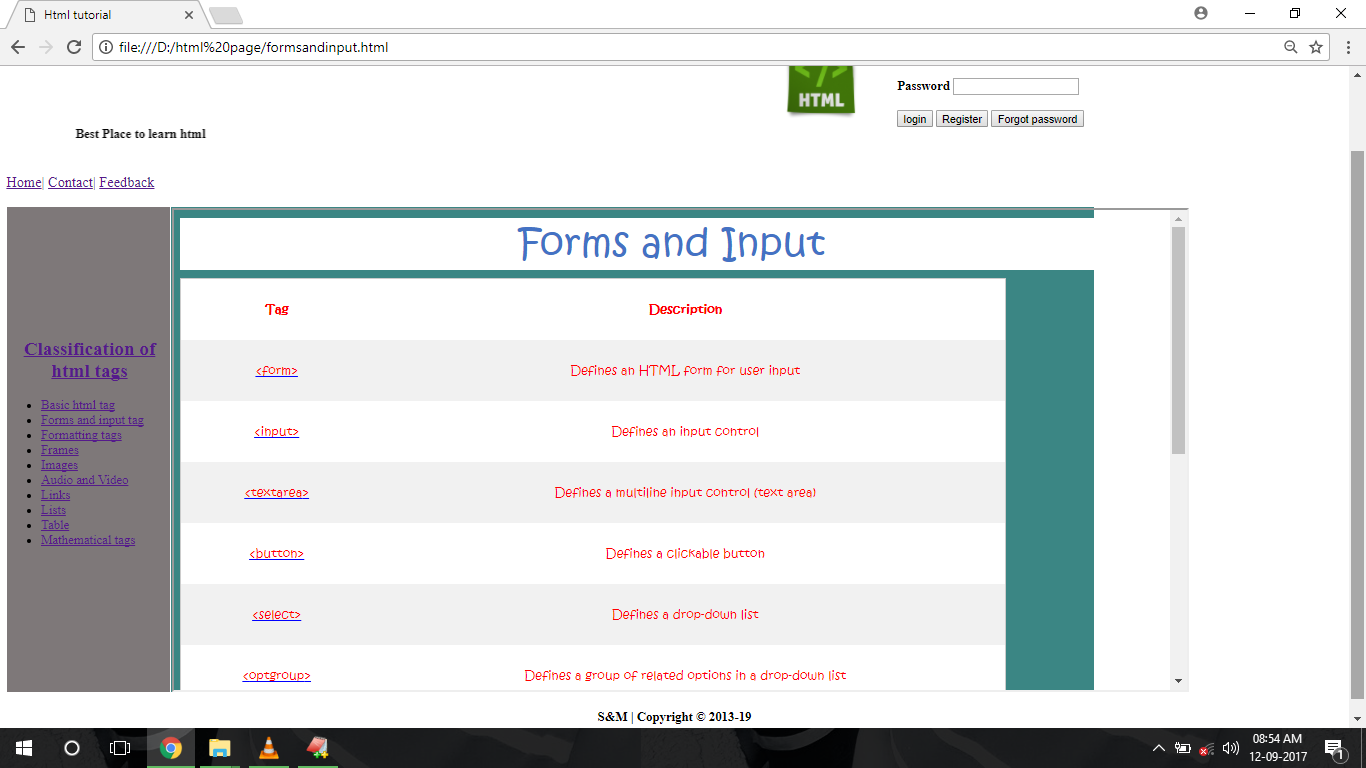 Html tutorial
file:///D:/html%20page/formsandinput.html
HTML
Password
login Register Forgot password
Best Place to learn html
Home| Contact| Feedback
Classification of
html tags
Basic html tag
Forms and input tag
Formatting tags
Frames
Images
Audio and Video
Links
Lists
Table
Mathematical tags
Forms and Input
Tag Description
<form> Defines an HTML form for user input
<input> Defines an input control
<textarea> Defines a multiline input control (text area)
<button> Defines a clickable button
<select> Defines a drop-down list
<optgroup> Defines a group of related options in a drop-down list
S&M | Copyright © 2013-19
08:54 AM
12-09-2017
1